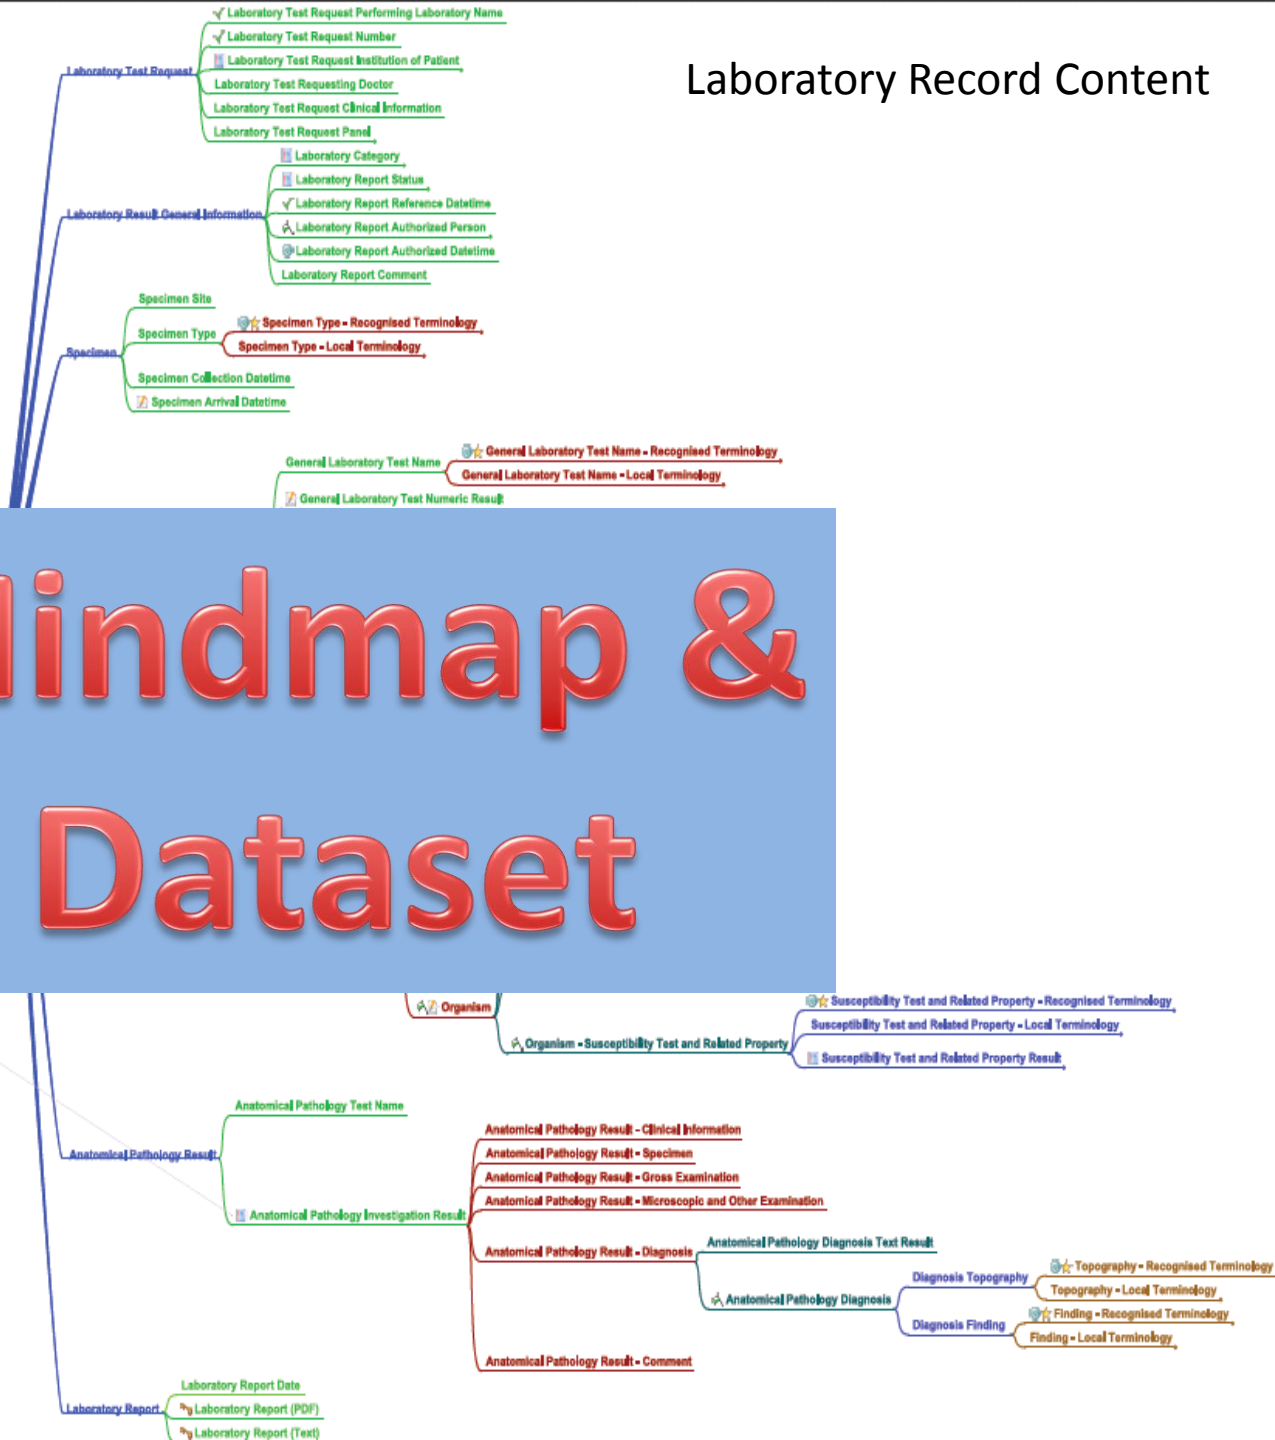 Laboratory Record Content
Laboratory Test Request
Laboratory Test Request Performing Laboratory Name
Laboratory Test Request Number
Laboratory Test Request Institution of Patient
Laboratory Test Requesting Doctor
Laboratory Test Request Clinical Information
Laboratory Test Request Panel
Laboratory Result General Information
Laboratory Category
Laboratory Report Status
Laboratory Report Reference Datetime
Laboratory Report Authorized Person
Laboratory Report Authorized Datetime
Laboratory Report Comment
Specimen
Specimen Site
Specimen Type
Specimen Type - Recognised Terminology
Specimen Type - Local Terminology
Specimen Collection Datetime
Specimen Arrival Datetime
General Laboratory Test Name
General Laboratory Test Name - Recognised Terminology
General Laboratory Test Name - Local Terminology
General Laboratory Test Numeric Result
indmap &
Dataset
Organism
Organism - Susceptibility Test and Related Property
Susceptibility Test and Related Property - Recognised Terminology
Susceptibility Test and Related Property - Local Terminology
Susceptibility Test and Related Property Result
Anatomical Pathology Result
Anatomical Pathology Test Name
Anatomical Pathology Investigation Result
Anatomical Pathology Result - Clinical Information
Anatomical Pathology Result - Specimen
Anatomical Pathology Result - Gross Examination
Anatomical Pathology Result - Microscopic and Other Examination
Anatomical Pathology Result - Diagnosis
Anatomical Pathology Diagnosis Text Result
Anatomical Pathology Diagnosis
Diagnosis Topography
Topography - Recognised Terminology
Topography - Local Terminology
Diagnosis Finding
Finding - Recognised Terminology
Finding - Local Terminology
Anatomical Pathology Result - Comment
Laboratory Report
Laboratory Report Date
Laboratory Report (PDF)
Laboratory Report (Text)